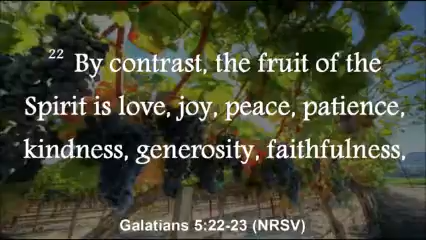 22 By contrast, the fruit of the
Spirit is love, joy, peace, patience,
kindness, generosity, faithfulness,
Galatians 5:22-23 (NRSV)